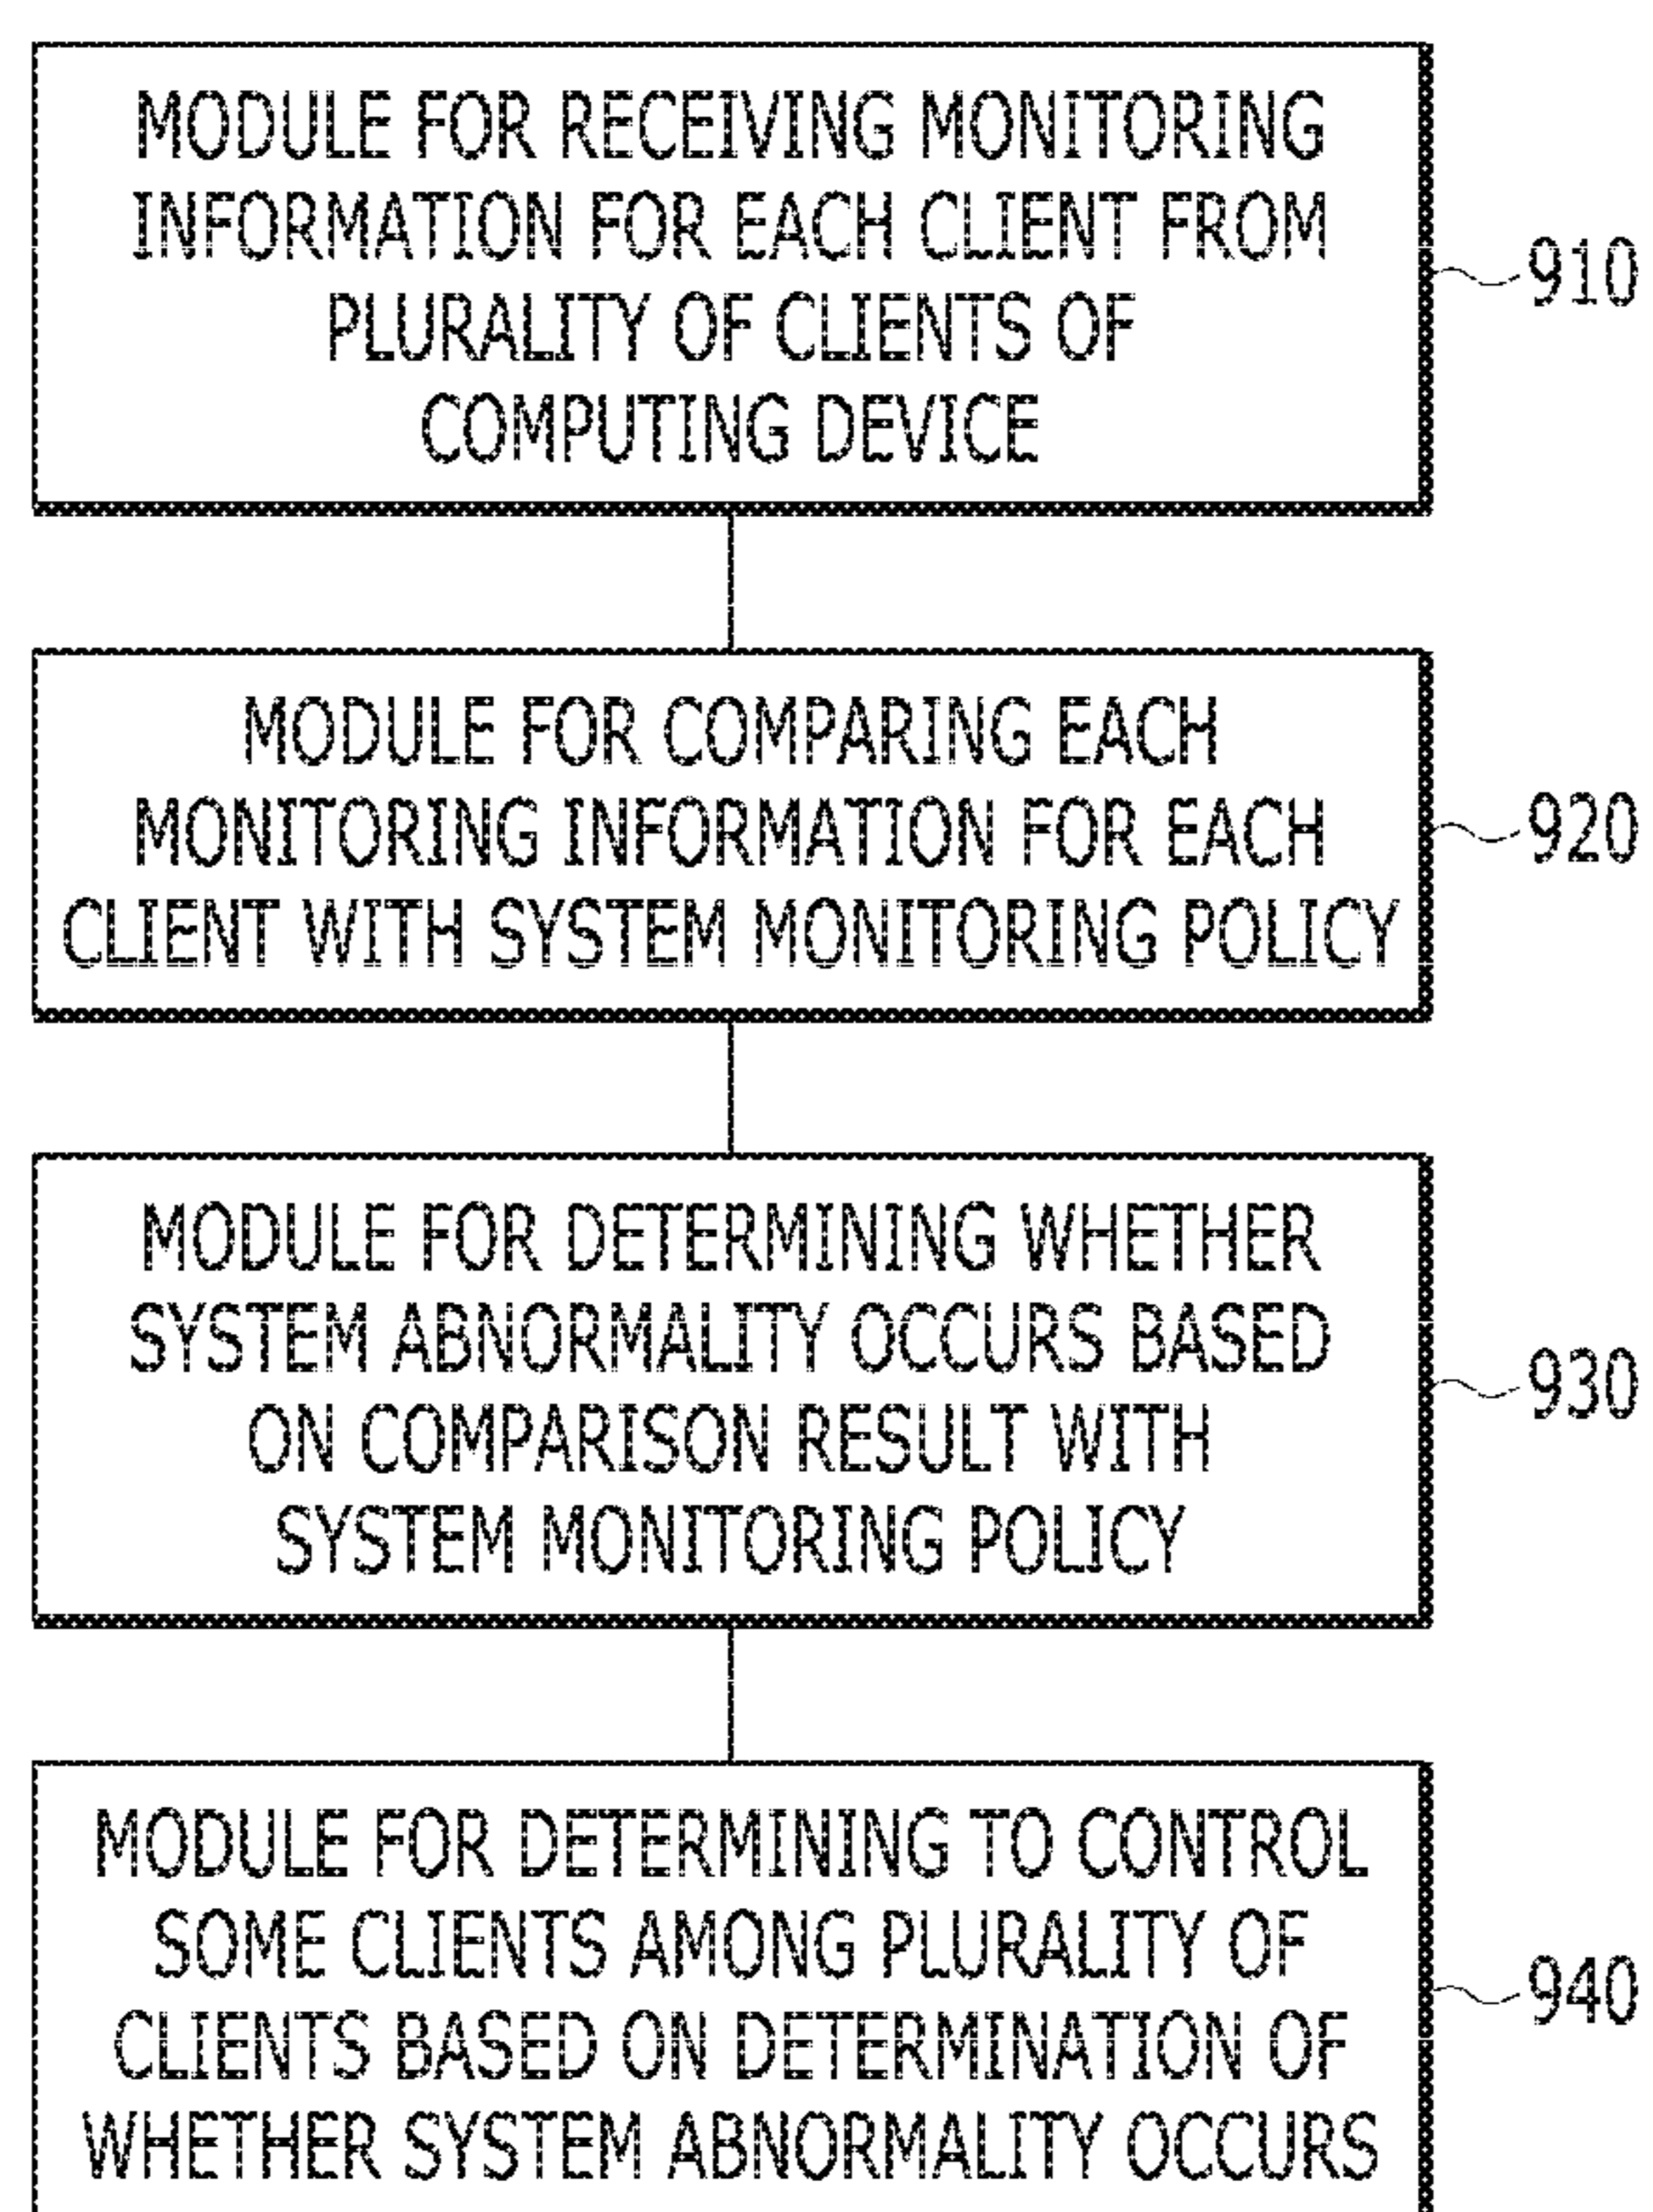 MODULE FOR RECEIVING MONITORING
INFORMATION FOR EACH CLIENT FROM
PLURALITY OF CLIENTS OF
COMPUTING DEVICE
910
MODULE FOR COMPARING EACH
MONITORING INFORMATION FOR EACH
CLIENT WITH SYSTEM MONITORING POLICY
920
MODULE FOR DETERMINING WHETHER
SYSTEM ABNORMALITY OCCURS BASED
ON COMPARISON RESULT WITH
SYSTEM MONITORING POLICY
930
MODULE FOR DETERMINING TO CONTROL
SOME CLIENTS AMONG PLURALITY OF
CLIENTS BASED ON DETERMINATION OF
WHETHER SYSTEM ABNORMALITY OCCURS
940